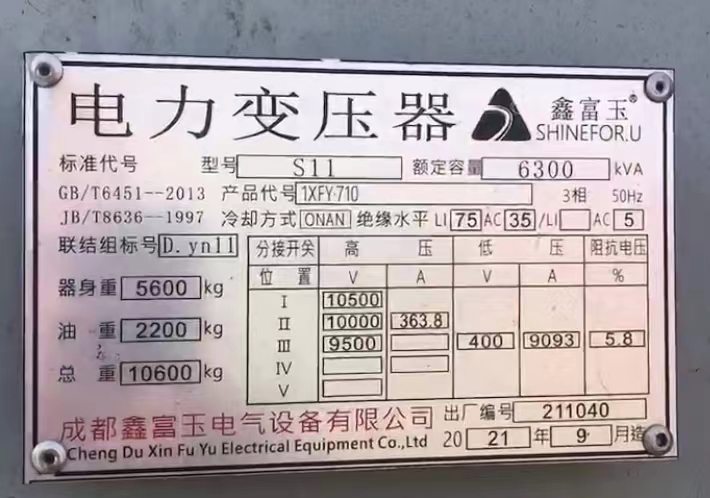 电力变压器 鑫富玉®
SHINEFOR.U
标准代号 型号 S11 额定容量 6300 kVA
GB/T6451--2013 产品代号 1XFY·710 3相 50Hz
JB/T8636--1997 冷却方式 ONAN 绝缘水平 LI 75 AC 35 /LI AC 5
联结组标号 D.yn11 分接开关 高 压 低 压 阻抗电压
位置 V A V A %
器身重 5600 kg
I 10500
II 10000 363.8
油重 2200 kg
III 9500 400 9093 5.8
IV
总重 10600 kg
V
成都鑫富玉电气设备有限公司 出厂编号 211040
Cheng Du Xin Fu Yu Electrical Equipment Co.,Ltd 20 21 年 9 月造